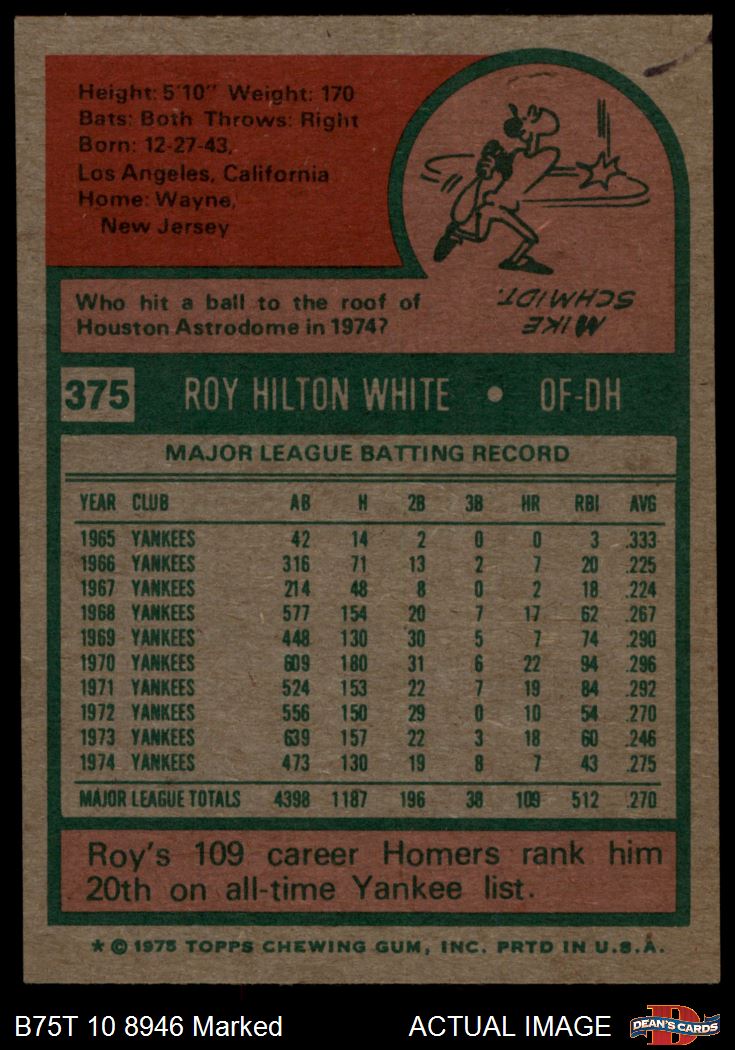 Height: 5'10" Weight: 170
Bats: Both Throws: Right
Born: 12-27-43,
Los Angeles, California
Home: Wayne,
New Jersey
Who hit a ball to the roof of
Houston Astrodome in 1974?
MIKE
SCHMIDT.
375 ROY HILTON WHITE • OF-DH
MAJOR LEAGUE BATTING RECORD
YEAR CLUB AB H 2B 3B HR RBI AVG
1965 YANKEES 42 14 2 0 0 3 .333
1966 YANKEES 316 71 13 2 7 20 .225
1967 YANKEES 214 48 8 0 2 18 .224
1968 YANKEES 577 154 20 7 17 62 .267
1969 YANKEES 448 130 30 5 7 74 .290
1970 YANKEES 609 180 31 6 22 94 .296
1971 YANKEES 524 153 22 7 19 84 .292
1972 YANKEES 556 150 29 0 10 54 .270
1973 YANKEES 639 157 22 3 18 60 .246
1974 YANKEES 473 130 19 8 7 43 .275
MAJOR LEAGUE TOTALS 4398 1187 196 38 109 512 .270
Roy's 109 career Homers rank him
20th on all-time Yankee list.
* © 1975 TOPPS CHEWING GUM, INC. PRTD IN U.S.A.
B75T 10 8946 Marked ACTUAL IMAGE
DEAN'S CARDS